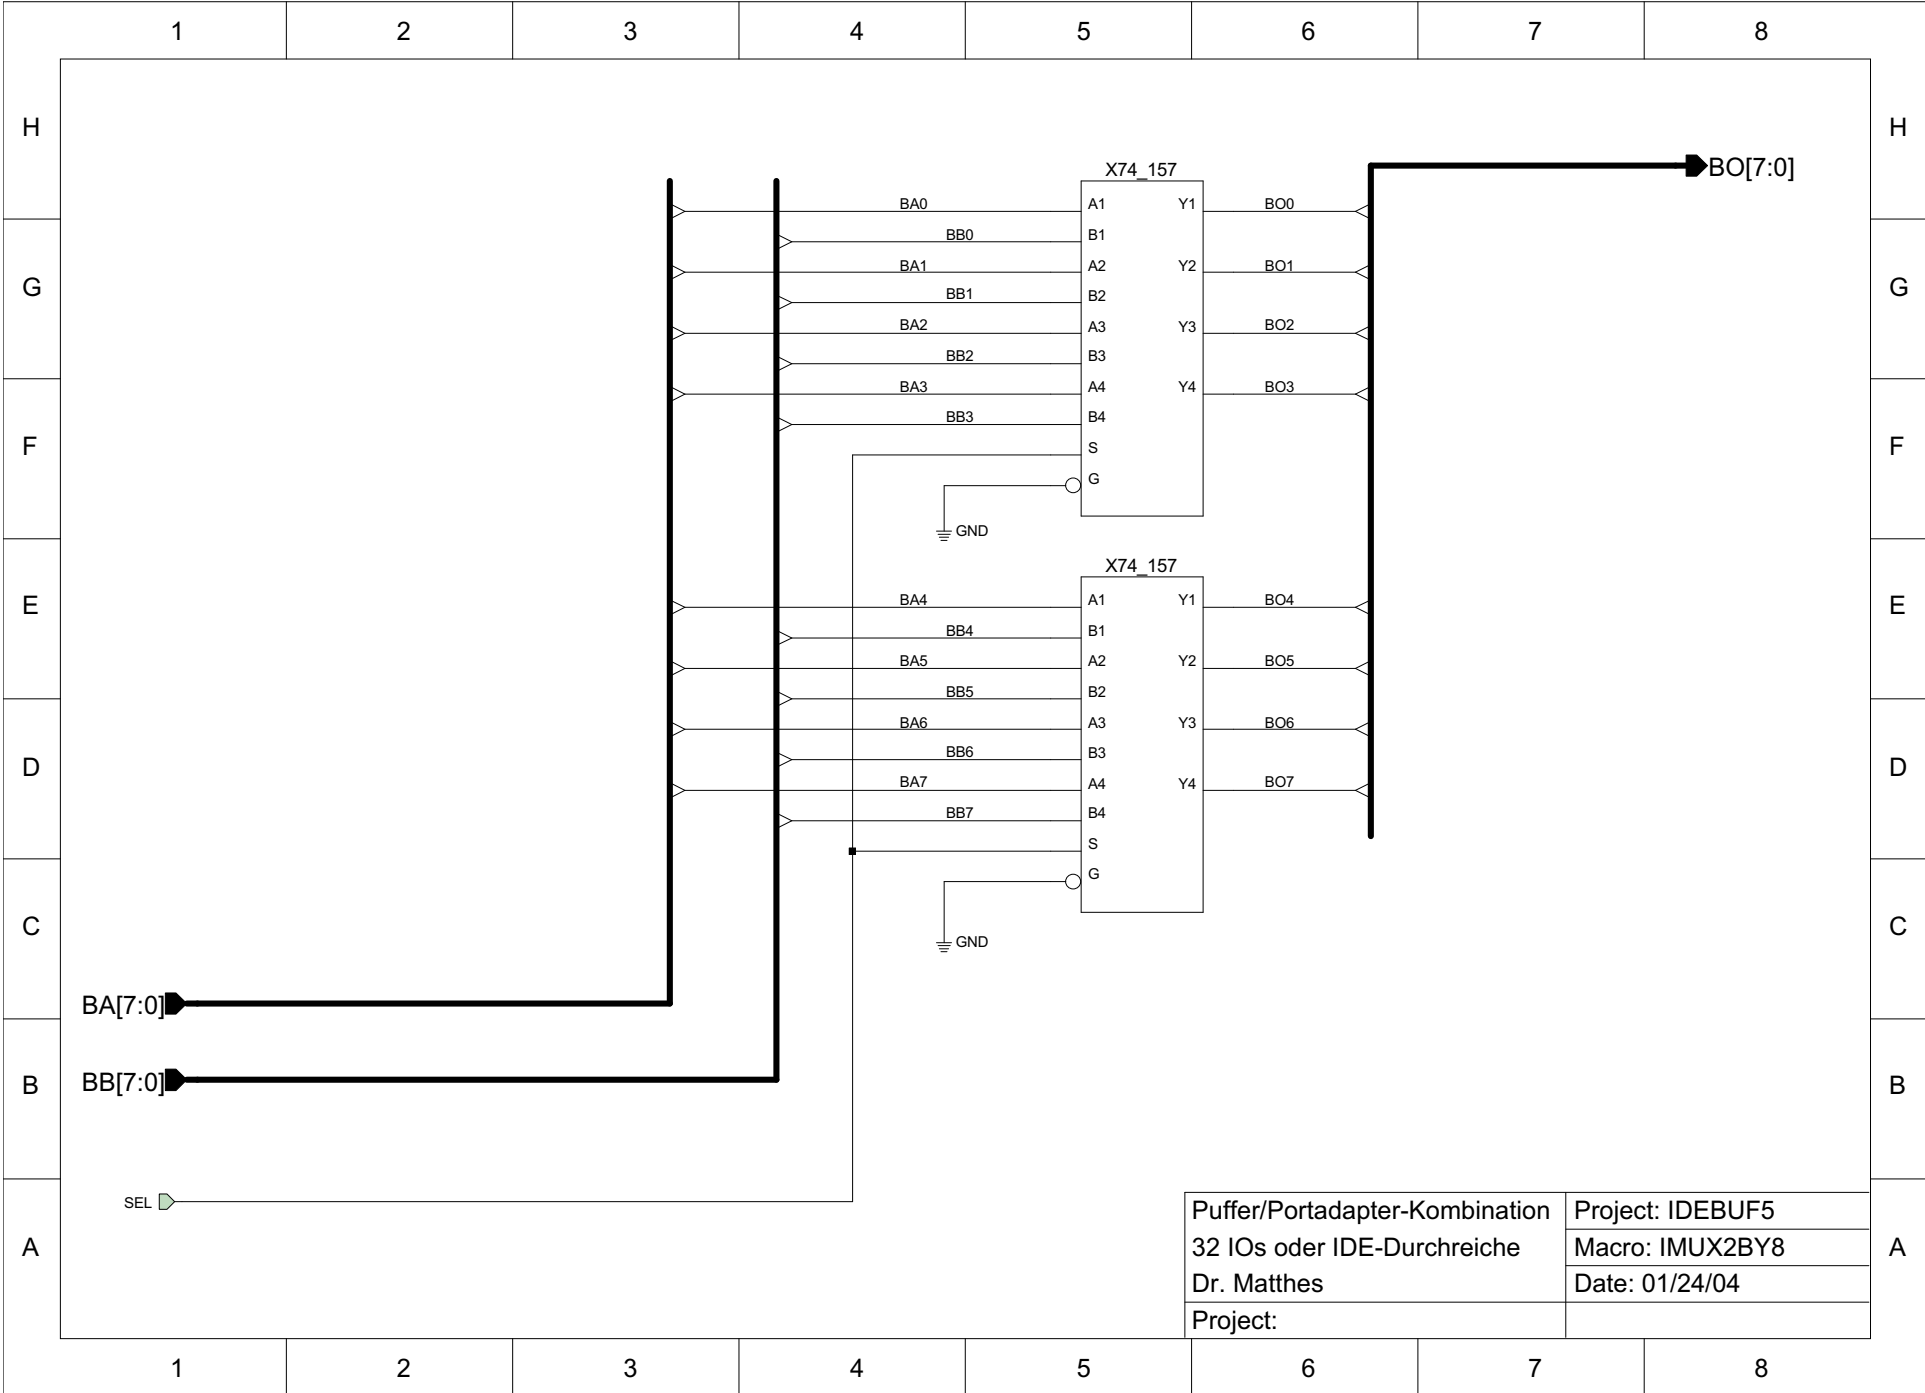 1 2 3 4 5 6 7 8
H H
X74_157
BO[7:0]
BA0 A1 Y1 BO0
BB0 B1
BA1 A2 Y2 BO1
G G
BB1 B2
BA2 A3 Y3 BO2
BB2 B3
BA3 A4 Y4 BO3
BB3 B4
F S F
G
GND
X74_157
E BA4 A1 Y1 BO4 E
BB4 B1
BA5 A2 Y2 BO5
BB5 B2
BA6 A3 Y3 BO6
BB6 B3
D D
BA7 A4 Y4 BO7
BB7 B4
S
G
C C
GND
BA[7:0]
B BB[7:0] B
SEL
Puffer/Portadapter-Kombination Project: IDEBUF5
A 32 IOs oder IDE-Durchreiche Macro: IMUX2BY8 A
Dr. Matthes Date: 01/24/04
Project:
1 2 3 4 5 6 7 8